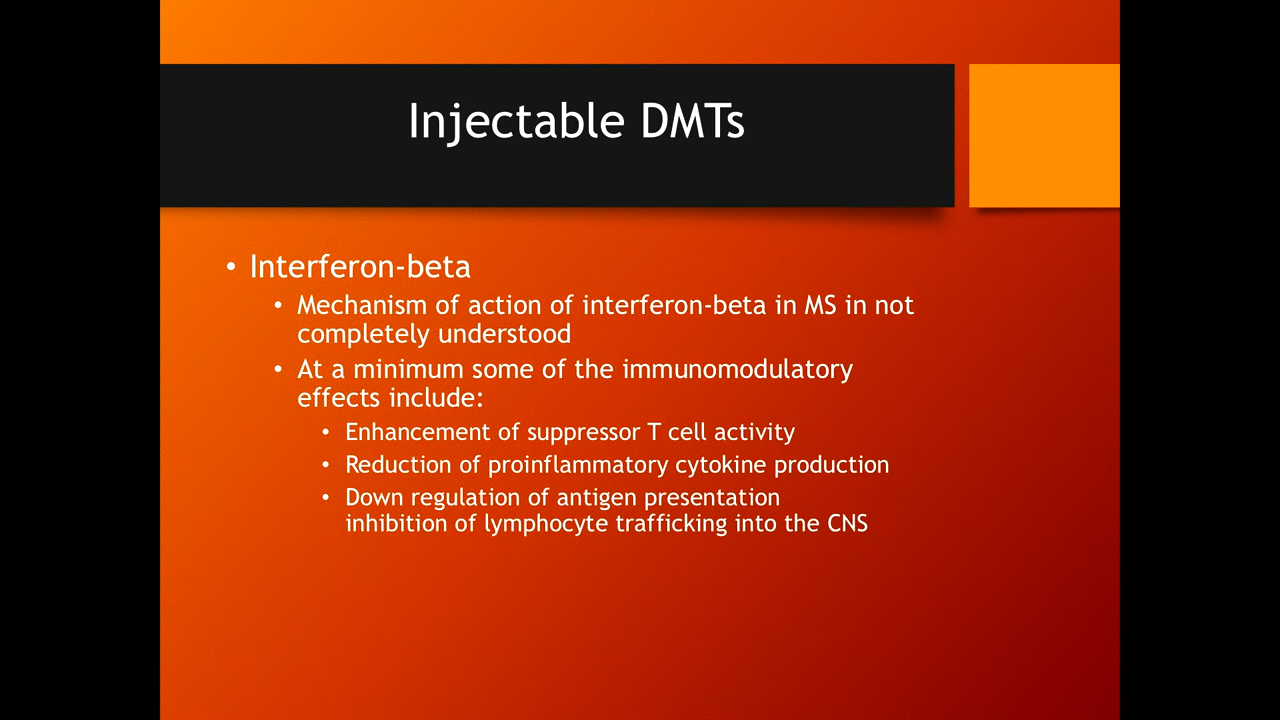 Injectable DMTs
• Interferon-beta
• Mechanism of action of interferon-beta in MS in not
completely understood
• At a minimum some of the immunomodulatory
effects include:
• Enhancement of suppressor T cell activity
• Reduction of proinflammatory cytokine production
• Down regulation of antigen presentation
inhibition of lymphocyte trafficking into the CNS